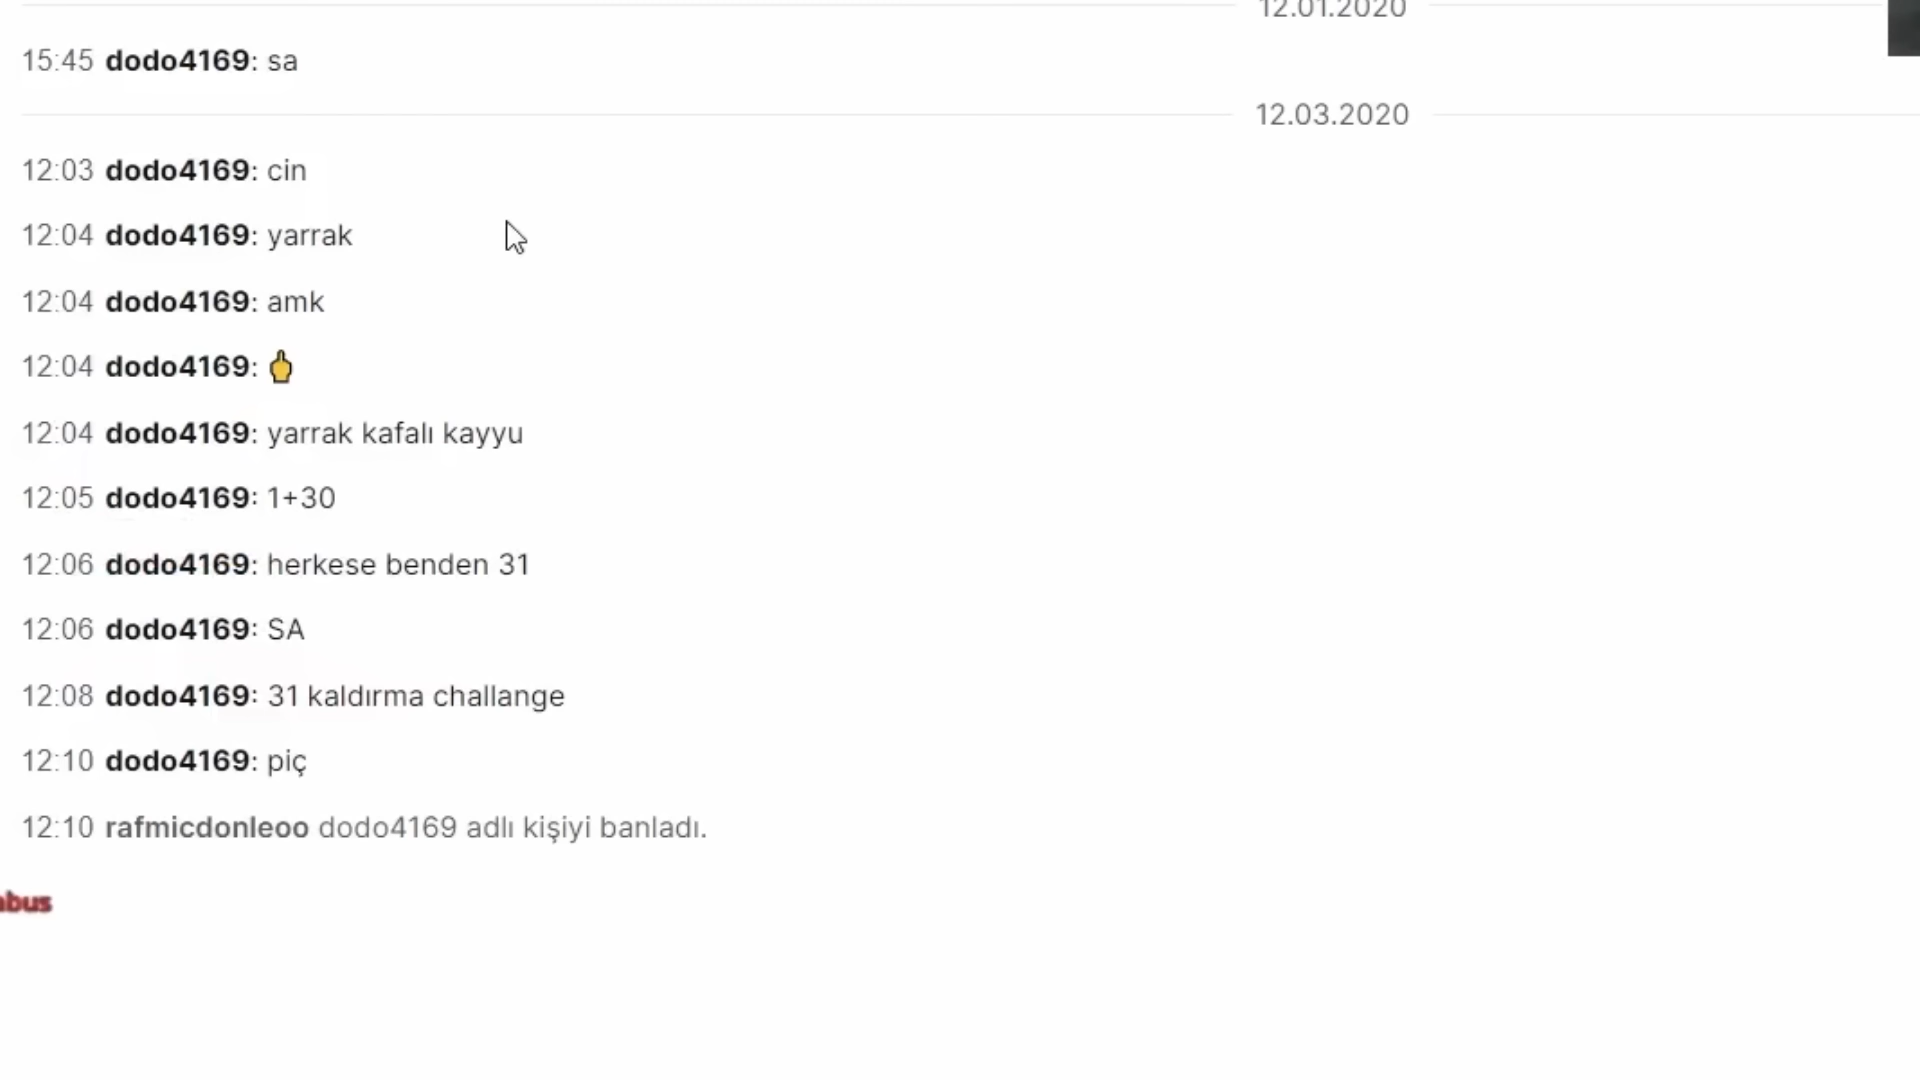 12.01.2020
15:45 dodo4169: sa
12.03.2020
12:03 dodo4169: cin
12:04 dodo4169: yarrak
12:04 dodo4169: amk
12:04 dodo4169: 🖕
12:04 dodo4169: yarrak kafalı kayyu
12:05 dodo4169: 1+30
12:06 dodo4169: herkese benden 31
12:06 dodo4169: SA
12:08 dodo4169: 31 kaldırma challange
12:10 dodo4169: piç
12:10 rafmicdonleoo dodo4169 adlı kişiyi banladı.